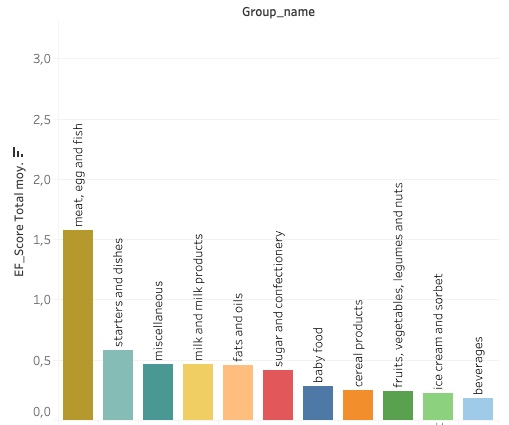 Group_name
EF_Score Total moy.
3,0
2,5
2,0
1,5
1,0
0,5
0,0
meat, egg and fish
starters and dishes
miscellaneous
milk and milk products
fats and oils
sugar and confectionery
baby food
cereal products
fruits, vegetables, legumes and nuts
ice cream and sorbet
beverages